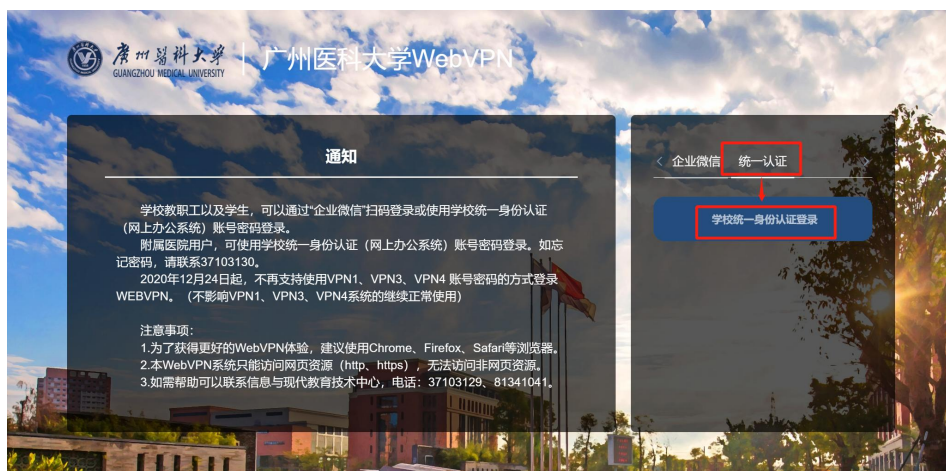 广州医科大学
GUANGZHOU MEDICAL UNIVERSITY
广州医科大学WebVPN
通知
学校教职工以及学生，可以通过“企业微信”扫码登录或使用学校统一身份认证
（网上办公系统）账号密码登录。
附属医院用户，可使用学校统一身份认证（网上办公系统）账号密码登录。如忘
记密码，请联系37103130。
2020年12月24日起，不再支持使用VPN1、VPN3、VPN4 账号密码的方式登录
WEBVPN。（不影响VPN1、VPN3、VPN4系统的继续正常使用）
注意事项：
1.为了获得更好的WebVPN体验，建议使用Chrome、Firefox、Safari等浏览器。
2.本WebVPN系统只能访问网页资源（http、https），无法访问非网页资源。
3.如需帮助可以联系信息与现代教育技术中心，电话：37103129、81341041。
企业微信 统一认证
学校统一身份认证登录